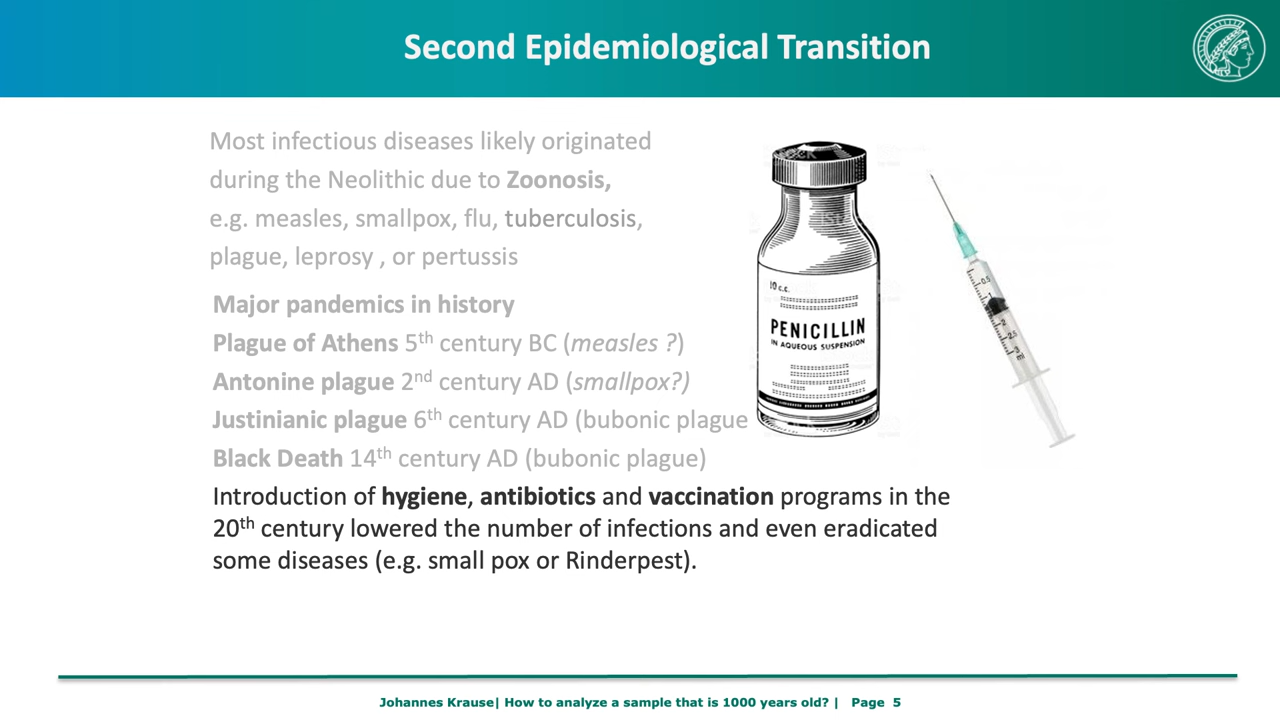 Second Epidemiological Transition
Most infectious diseases likely originated
during the Neolithic due to Zoonosis,
e.g. measles, smallpox, flu, tuberculosis,
plague, leprosy , or pertussis
Major pandemics in history
Plague of Athens 5th century BC (measles ?)
Antonine plague 2nd century AD (smallpox?)
Justinianic plague 6th century AD (bubonic plague
Black Death 14th century AD (bubonic plague)
Introduction of hygiene, antibiotics and vaccination programs in the
20th century lowered the number of infections and even eradicated
some diseases (e.g. small pox or Rinderpest).
10 c.c.
PENICILLIN
IN AQUEOUS SUSPENSION
Johannes Krause| How to analyze a sample that is 1000 years old? | Page 5